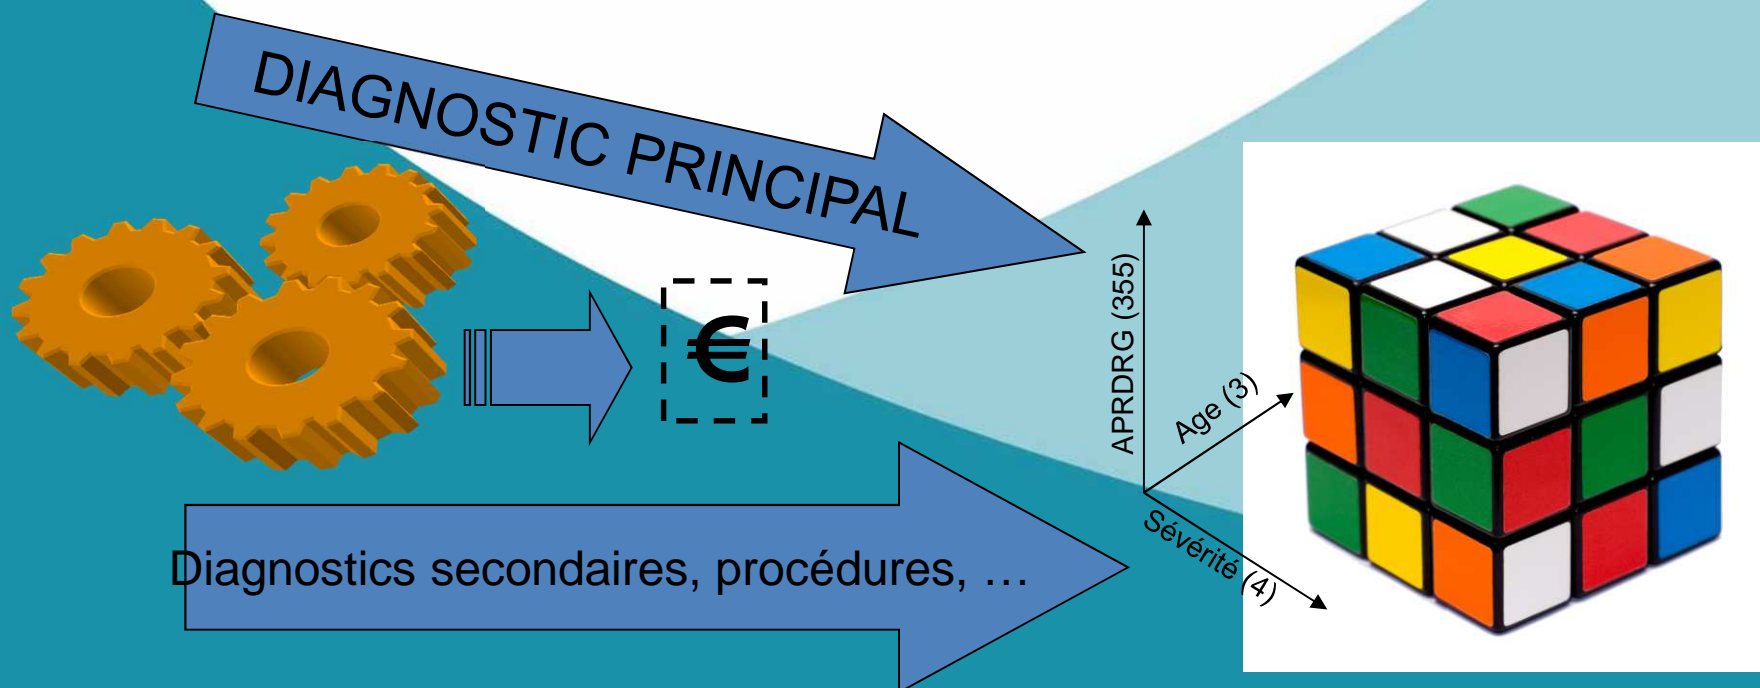 DIAGNOSTIC PRINCIPAL
€
APRDRG (355)
Age (3)
Sévérité (4)
Diagnostics secondaires, procédures, …